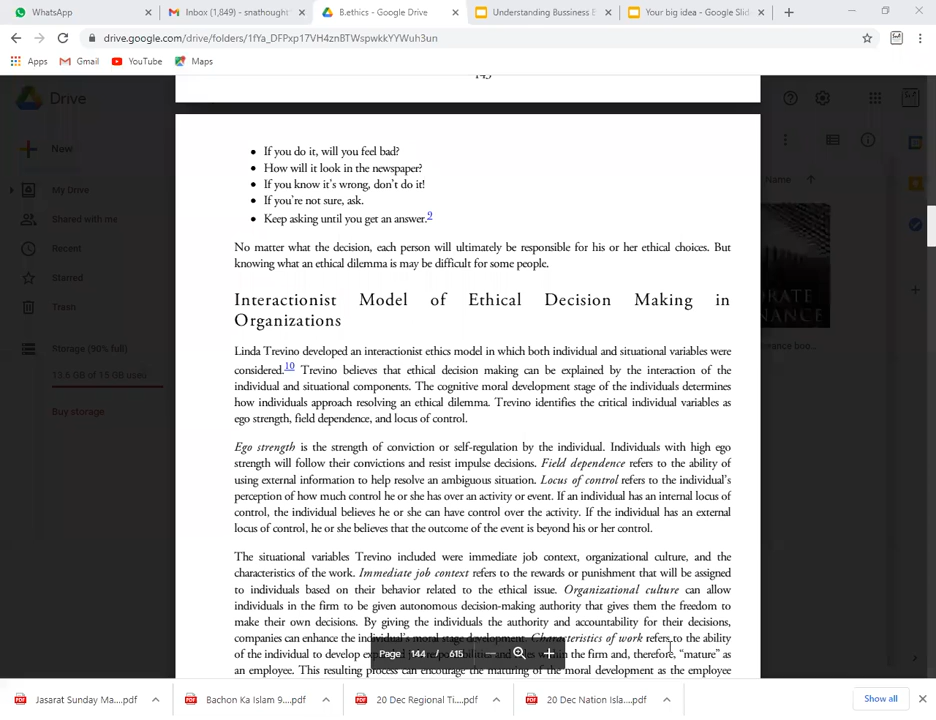 WhatsApp
Inbox (1,849) - snathought
B.ethics - Google Drive
Understanding Bussiness E
Your big idea - Google Slid
drive.google.com/drive/folders/1fYa_DFPxp17VH4znBTWspwkkYYWuh3un
Apps
Gmail
YouTube
Maps
Drive
New
My Drive
Shared with me
Recent
Starred
Trash
Storage (90% full)
13.6 GB of 15 GB used
Buy storage
Name
145
• If you do it, will you feel bad?
• How will it look in the newspaper?
• If you know it's wrong, don't do it!
• If you're not sure, ask.
• Keep asking until you get an answer.9
No matter what the decision, each person will ultimately be responsible for his or her ethical choices. But
knowing what an ethical dilemma is may be difficult for some people.
Interactionist Model of Ethical Decision Making in
Organizations
Linda Trevino developed an interactionist ethics model in which both individual and situational variables were
considered.10 Trevino believes that ethical decision making can be explained by the interaction of the
individual and situational components. The cognitive moral development stage of the individuals determines
how individuals approach resolving an ethical dilemma. Trevino identifies the critical individual variables as
ego strength, field dependence, and locus of control.
Ego strength is the strength of conviction or self-regulation by the individual. Individuals with high ego
strength will follow their convictions and resist impulse decisions. Field dependence refers to the ability of
using external information to help resolve an ambiguous situation. Locus of control refers to the individual's
perception of how much control he or she has over an activity or event. If an individual has an internal locus of
control, the individual believes he or she can have control over the activity. If the individual has an external
locus of control, he or she believes that the outcome of the event is beyond his or her control.
The situational variables Trevino included were immediate job context, organizational culture, and the
characteristics of the work. Immediate job context refers to the rewards or punishment that will be assigned
to individuals based on their behavior related to the ethical issue. Organizational culture can allow
individuals in the firm to be given autonomous decision-making authority that gives them the freedom to
make their own decisions. By giving the individuals the authority and accountability for their decisions,
companies can enhance the individual's moral stage development. Characteristics of work refers to the ability
of the individual to develop within the firm and, therefore, "mature" as
an employee. This resulting process can encourage the maturing of the moral development as the employee
Page 144 / 615
ORATE
NANCE
Jasarat Sunday Ma....pdf
Bachon Ka Islam 9....pdf
20 Dec Regional Ti....pdf
20 Dec Nation Isla....pdf
Show all